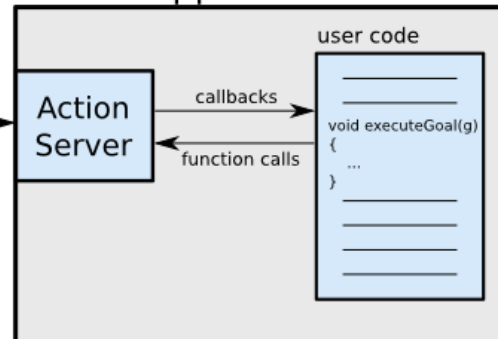 user code
Action
Server
callbacks
function calls
void executeGoal(g)
{
...
}